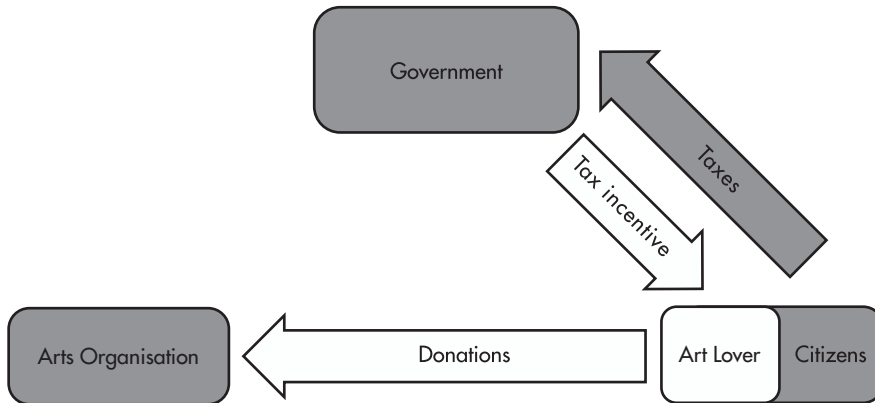 Government
Taxes
Tax incentive
Arts Organisation
Donations
Art Lover
Citizens